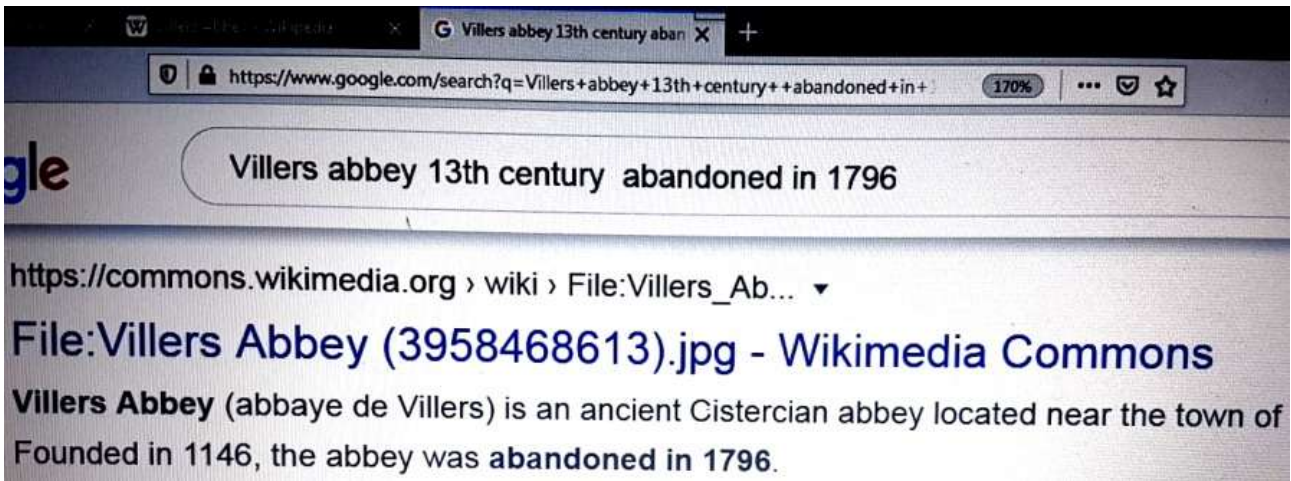 W
G Villers abbey 13th century aban X +
https://www.google.com/search?q=Villers+abbey+13th+century++abandoned+in+ 170% ...
gle
Villers abbey 13th century abandoned in 1796
https://commons.wikimedia.org › wiki › File:Villers_Ab... ▼
File:Villers Abbey (3958468613).jpg - Wikimedia Commons
Villers Abbey (abbaye de Villers) is an ancient Cistercian abbey located near the town of
Founded in 1146, the abbey was abandoned in 1796.